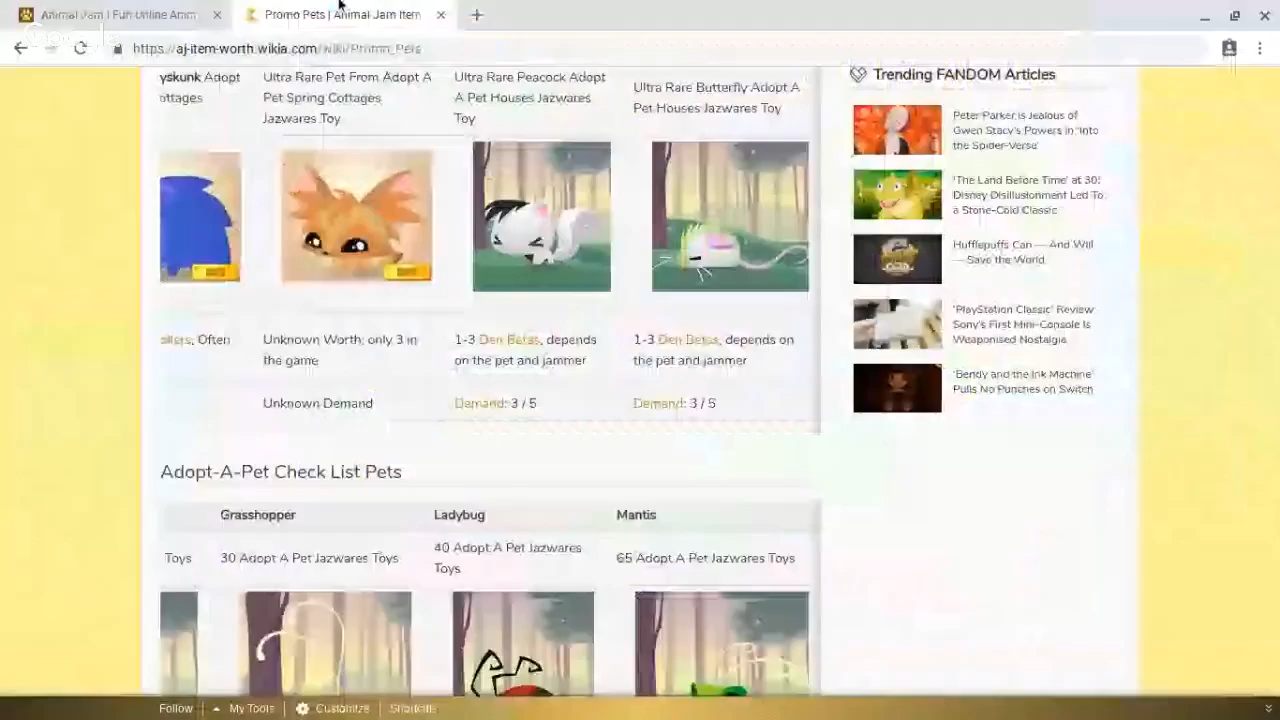 Animal Jam | Fun Online Anim
Promo Pets | Animal Jam Item
https://aj-item-worth.wikia.com/wiki/Promo_Pets
yskunk Adopt
ottages
Ultra Rare Pet From Adopt A
Pet Spring Cottages
Jazwares Toy
Ultra Rare Peacock Adopt
A Pet Houses Jazwares
Toy
Ultra Rare Butterfly Adopt A
Pet Houses Jazwares Toy
Often
Unknown Worth; only 3 in
the game
1-3 Den Betas, depends
on the pet and jammer
1-3 Den Betas, depends on
the pet and jammer
Unknown Demand
Demand: 3 / 5
Demand: 3 / 5
Adopt-A-Pet Check List Pets
Grasshopper
Ladybug
Mantis
Toys
30 Adopt A Pet Jazwares Toys
40 Adopt A Pet Jazwares
Toys
65 Adopt A Pet Jazwares Toys
Trending FANDOM Articles
Peter Parker is Jealous of
Gwen Stacy's Powers in 'Into
the Spider-Verse'
'The Land Before Time' at 30:
Disney Disillusionment Led To
a Stone-Cold Classic
Hufflepuffs Can — And Will
— Save the World
'PlayStation Classic' Review
Sony's First Mini-Console Is
Weaponised Nostalgia
'Bendy and the Ink Machine'
Pulls No Punches on Switch
Follow
My Tools
Customize
Shortcuts